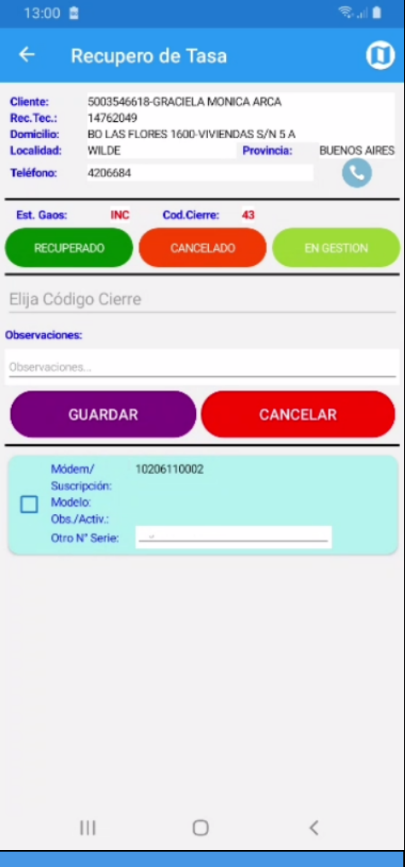 13:00
Recupero de Tasa
Cliente: 5003546618-GRACIELA MONICA ARCA
Rec.Tec.: 14762049
Domicilio: BO LAS FLORES 1600-VIVIENDAS S/N 5 A
Localidad: WILDE Provincia: BUENOS AIRES
Teléfono: 4206684
Est. Gaos: INC Cod.Cierre: 43
RECUPERADO CANCELADO EN GESTION
Elija Código Cierre
Observaciones:
Observaciones...
GUARDAR CANCELAR
Módem/ 10206110002
Suscripción:
Modelo:
Obs./Activ.:
Otro N° Serie: